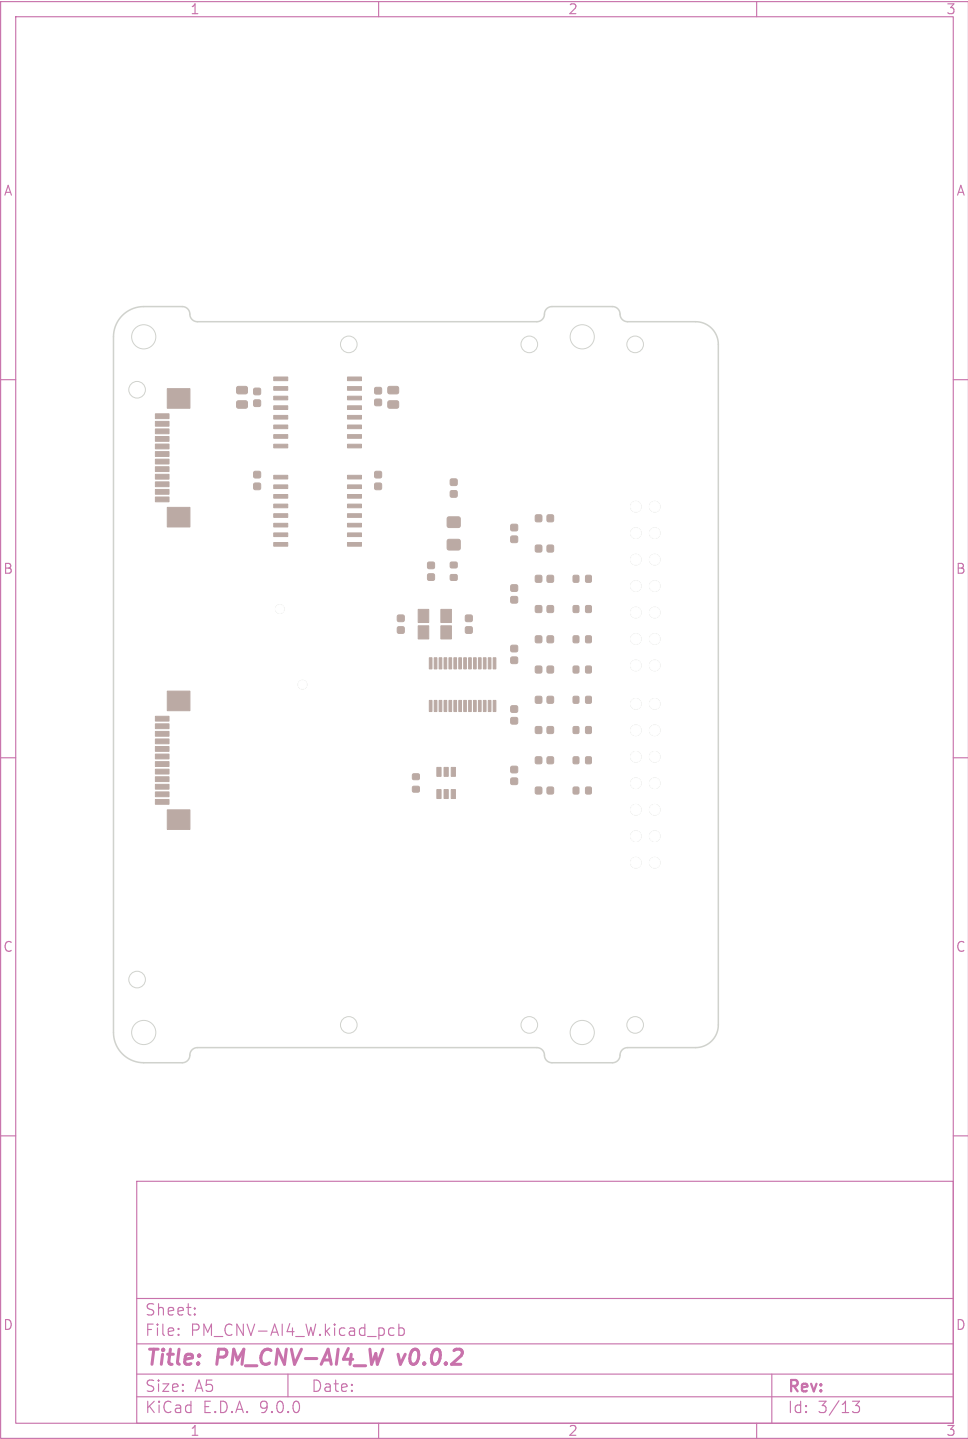 1 2 3
A A
B B
C C
D D
Sheet:
File: PM_CNV-AI4_W.kicad_pcb
Title: PM_CNV-AI4_W v0.0.2
Size: A5 Date: Rev:
KiCad E.D.A. 9.0.0 Id: 3/13
1 2 3